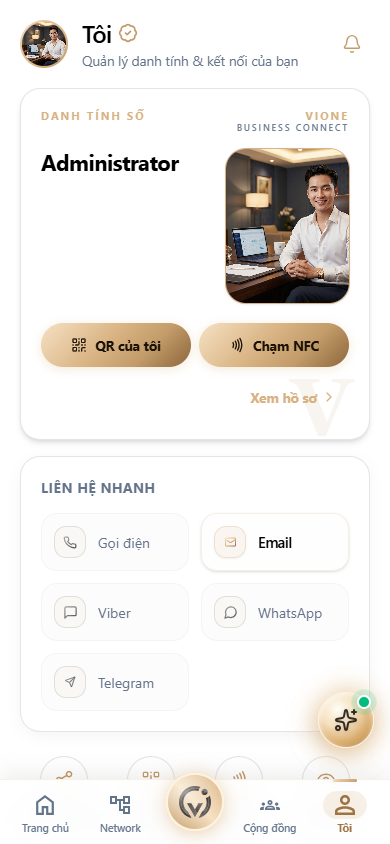 Tôi
Quản lý danh tính & kết nối của bạn
DANH TÍNH SỐ
VIONE
BUSINESS CONNECT
Administrator
QR của tôi
Chạm NFC
Xem hồ sơ
V
LIÊN HỆ NHANH
Gọi điện
Email
Viber
WhatsApp
Telegram
Trang chủ
Network
Cộng đồng
Tôi